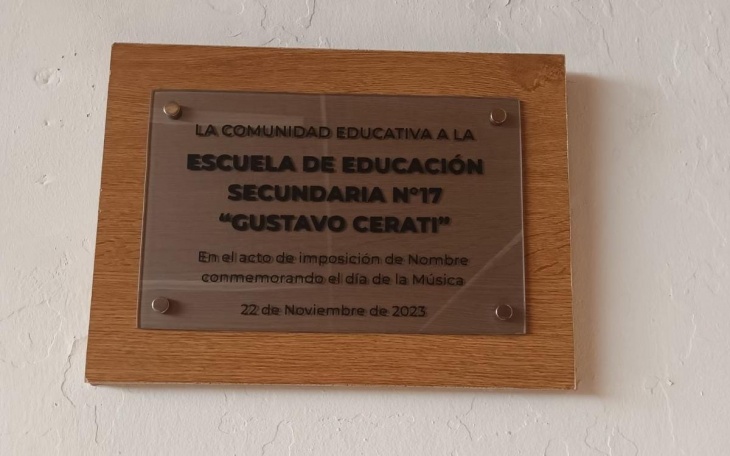 LA COMUNIDAD EDUCATIVA A LA
ESCUELA DE EDUCACIÓN
SECUNDARIA N°17
“GUSTAVO CERATI”
En el acto de imposición de Nombre
conmemorando el día de la Música
22 de Noviembre de 2023